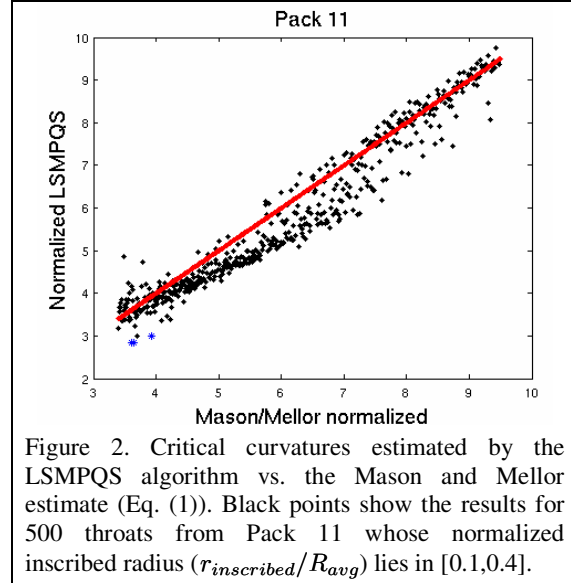 Pack 11
Normalized LSMPQS
10
9
8
7
6
5
4
3
2
3 4 5 6 7 8 9 10
Mason/Mellor normalized
Figure 2. Critical curvatures estimated by the
LSMPQS algorithm vs. the Mason and Mellor
estimate (Eq. (1)). Black points show the results for
500 throats from Pack 11 whose normalized
inscribed radius (r_inscribed/R_avg) lies in [0.1,0.4].